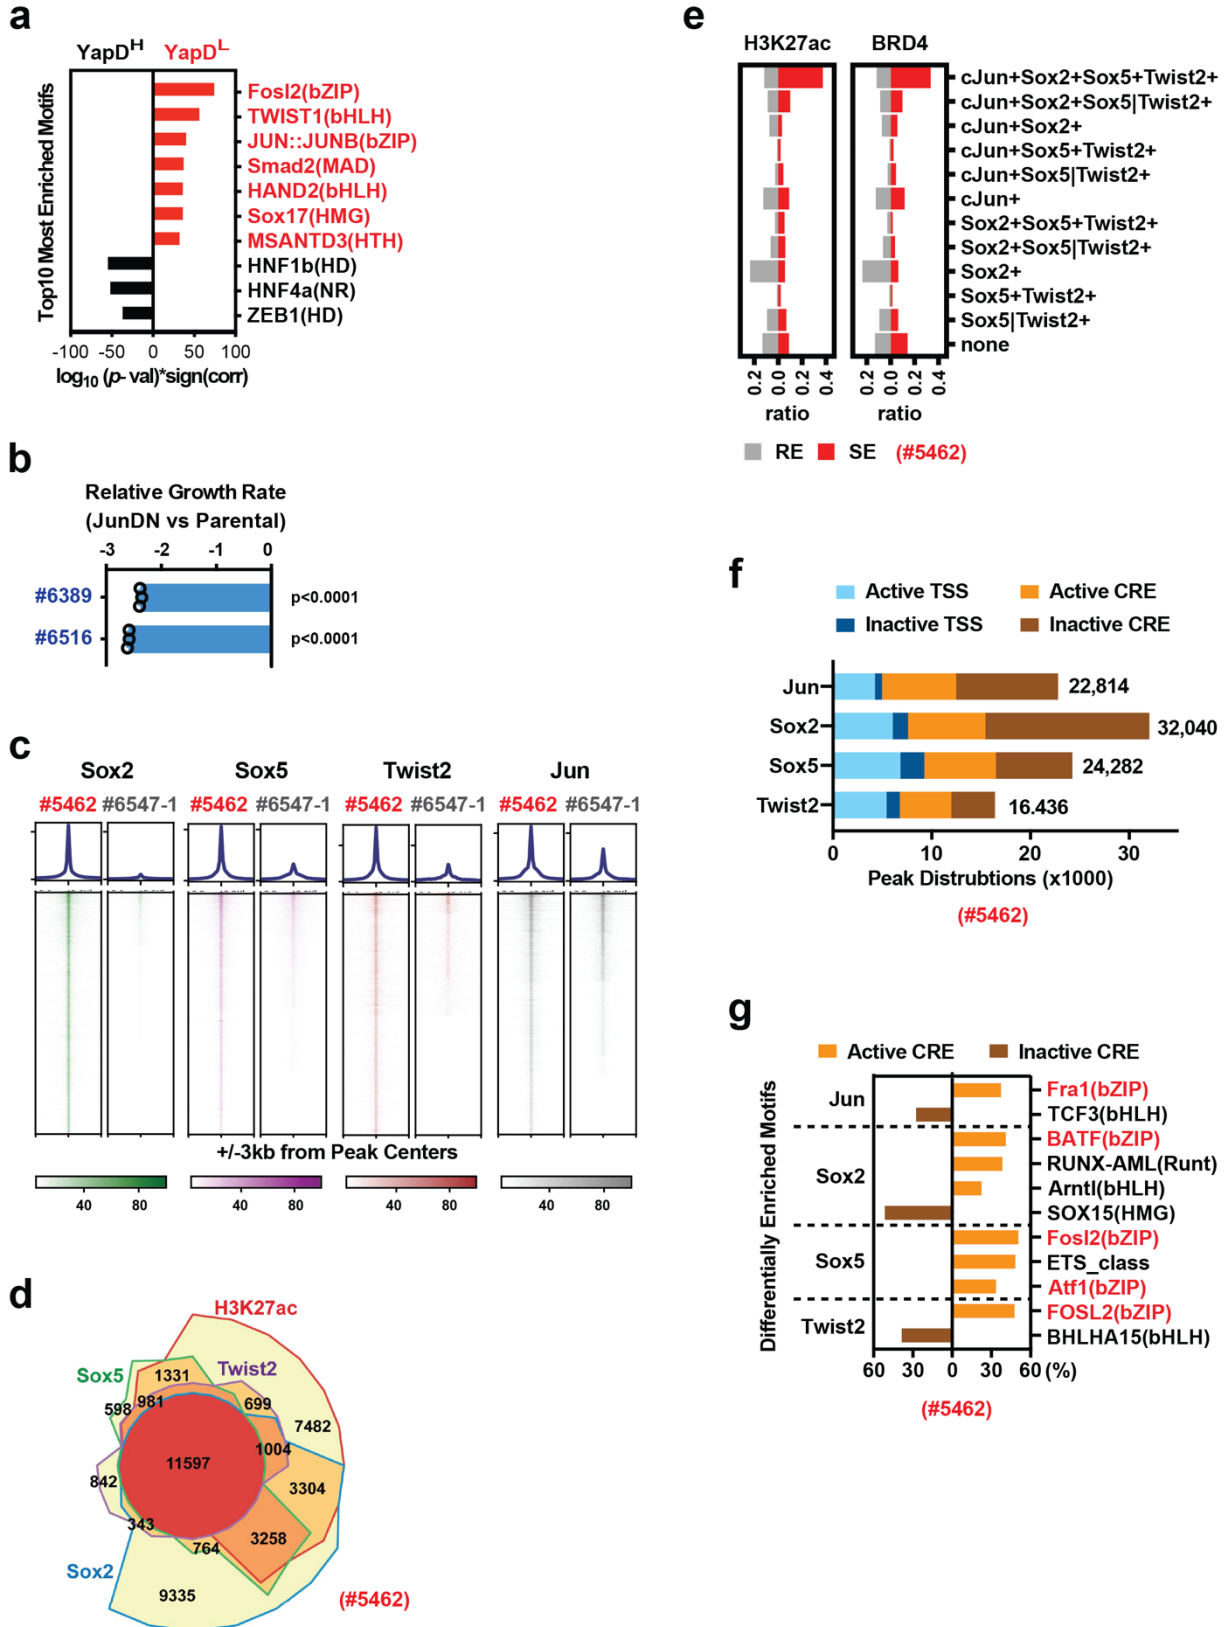 a
YapD^H YapD^L
Top10 Most Enriched Motifs
Fosl2(bZIP)
TWIST1(bHLH)
JUN::JUNB(bZIP)
Smad2(MAD)
HAND2(bHLH)
Sox17(HMG)
MSANTD3(HTH)
HNF1b(HD)
HNF4a(NR)
ZEB1(HD)
-100 -50 0 50 100
log10 (p- val)*sign(corr)
b
Relative Growth Rate
(JunDN vs Parental)
-3 -2 -1 0
#6389 p<0.0001
#6516 p<0.0001
c
Sox2 Sox5 Twist2 Jun
#5462 #6547-1 #5462 #6547-1 #5462 #6547-1 #5462 #6547-1
+/-3kb from Peak Centers
40 80 40 80 40 80 40 80
d
H3K27ac
Sox5 1331 Twist2
598 981 699
7482
11597 1004
842 3304
343 3258
764
Sox2
9335
(#5462)
e
H3K27ac BRD4
cJun+Sox2+Sox5+Twist2+
cJun+Sox2+Sox5|Twist2+
cJun+Sox2+
cJun+Sox5+Twist2+
cJun+Sox5|Twist2+
cJun+
Sox2+Sox5+Twist2+
Sox2+Sox5|Twist2+
Sox2+
Sox5+Twist2+
Sox5|Twist2+
none
0.2 0.0 0.2 0.4 0.2 0.0 0.2 0.4
ratio ratio
RE SE (#5462)
f
Active TSS Active CRE
Inactive TSS Inactive CRE
Jun 22,814
Sox2 32,040
Sox5 24,282
Twist2 16.436
0 10 20 30
Peak Distrubtions (x1000)
(#5462)
g
Active CRE Inactive CRE
Differentially Enriched Motifs
Jun Fra1(bZIP)
TCF3(bHLH)
Sox2 BATF(bZIP)
RUNX-AML(Runt)
Arntl(bHLH)
SOX15(HMG)
Sox5 Fosl2(bZIP)
ETS_class
Atf1(bZIP)
Twist2 FOSL2(bZIP)
BHLHA15(bHLH)
60 30 0 30 60 (%)
(#5462)